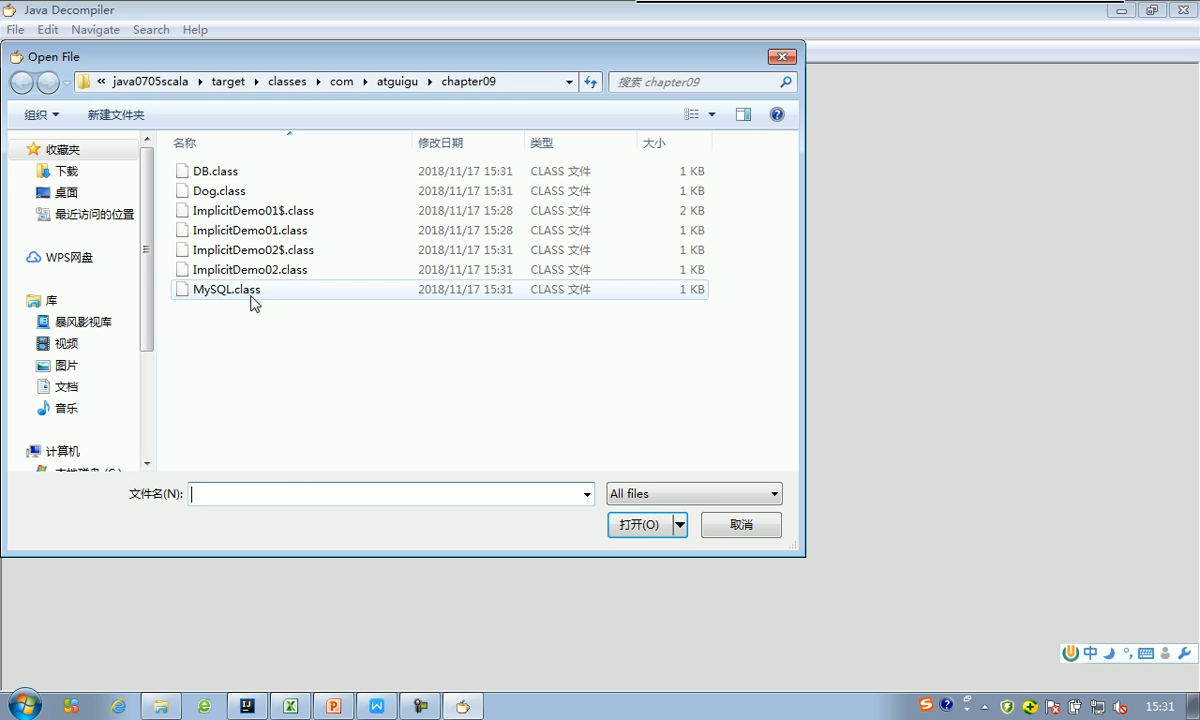 Java Decompiler
File Edit Navigate Search Help
Open File
« java0705scala target classes com atguigu chapter09 搜索 chapter09
组织 新建文件夹
名称 修改日期 类型 大小
DB.class 2018/11/17 15:31 CLASS 文件 1 KB
Dog.class 2018/11/17 15:31 CLASS 文件 1 KB
ImplicitDemo01$.class 2018/11/17 15:28 CLASS 文件 2 KB
ImplicitDemo01.class 2018/11/17 15:28 CLASS 文件 1 KB
ImplicitDemo02$.class 2018/11/17 15:31 CLASS 文件 1 KB
ImplicitDemo02.class 2018/11/17 15:31 CLASS 文件 1 KB
MySQL.class 2018/11/17 15:31 CLASS 文件 1 KB
收藏夹
下载
桌面
最近访问的位置
WPS网盘
库
暴风影视库
视频
图片
文档
音乐
计算机
文件名(N): All files
打开(O) 取消
中
15:31